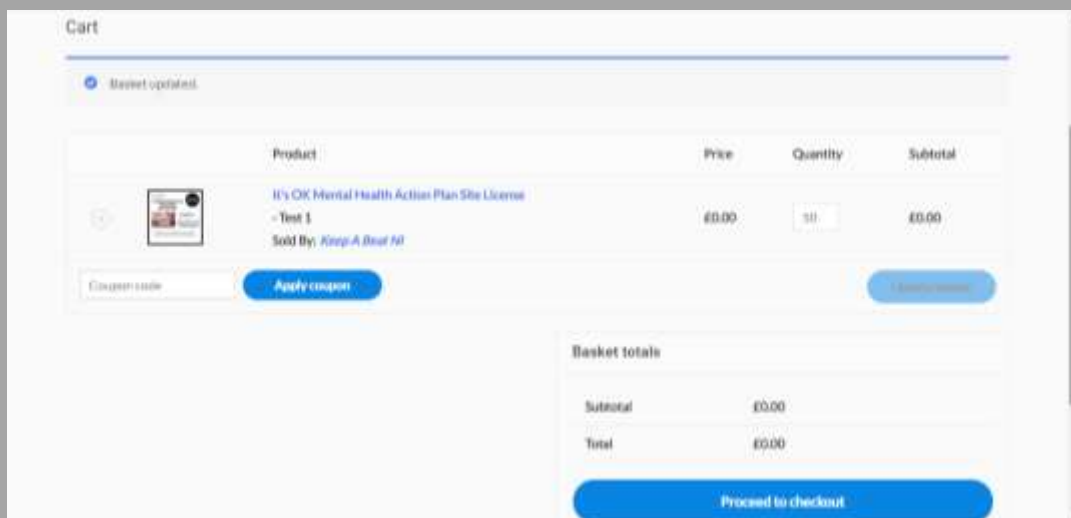 Cart
Basket updated.
Product Price Quantity Subtotal
It's OK Mental Health Action Plan Site License
- Test 1
Sold By: Keep A Beat NI
£0.00 10 £0.00
Coupon code Apply coupon
Basket totals
Subtotal £0.00
Total £0.00
Proceed to checkout